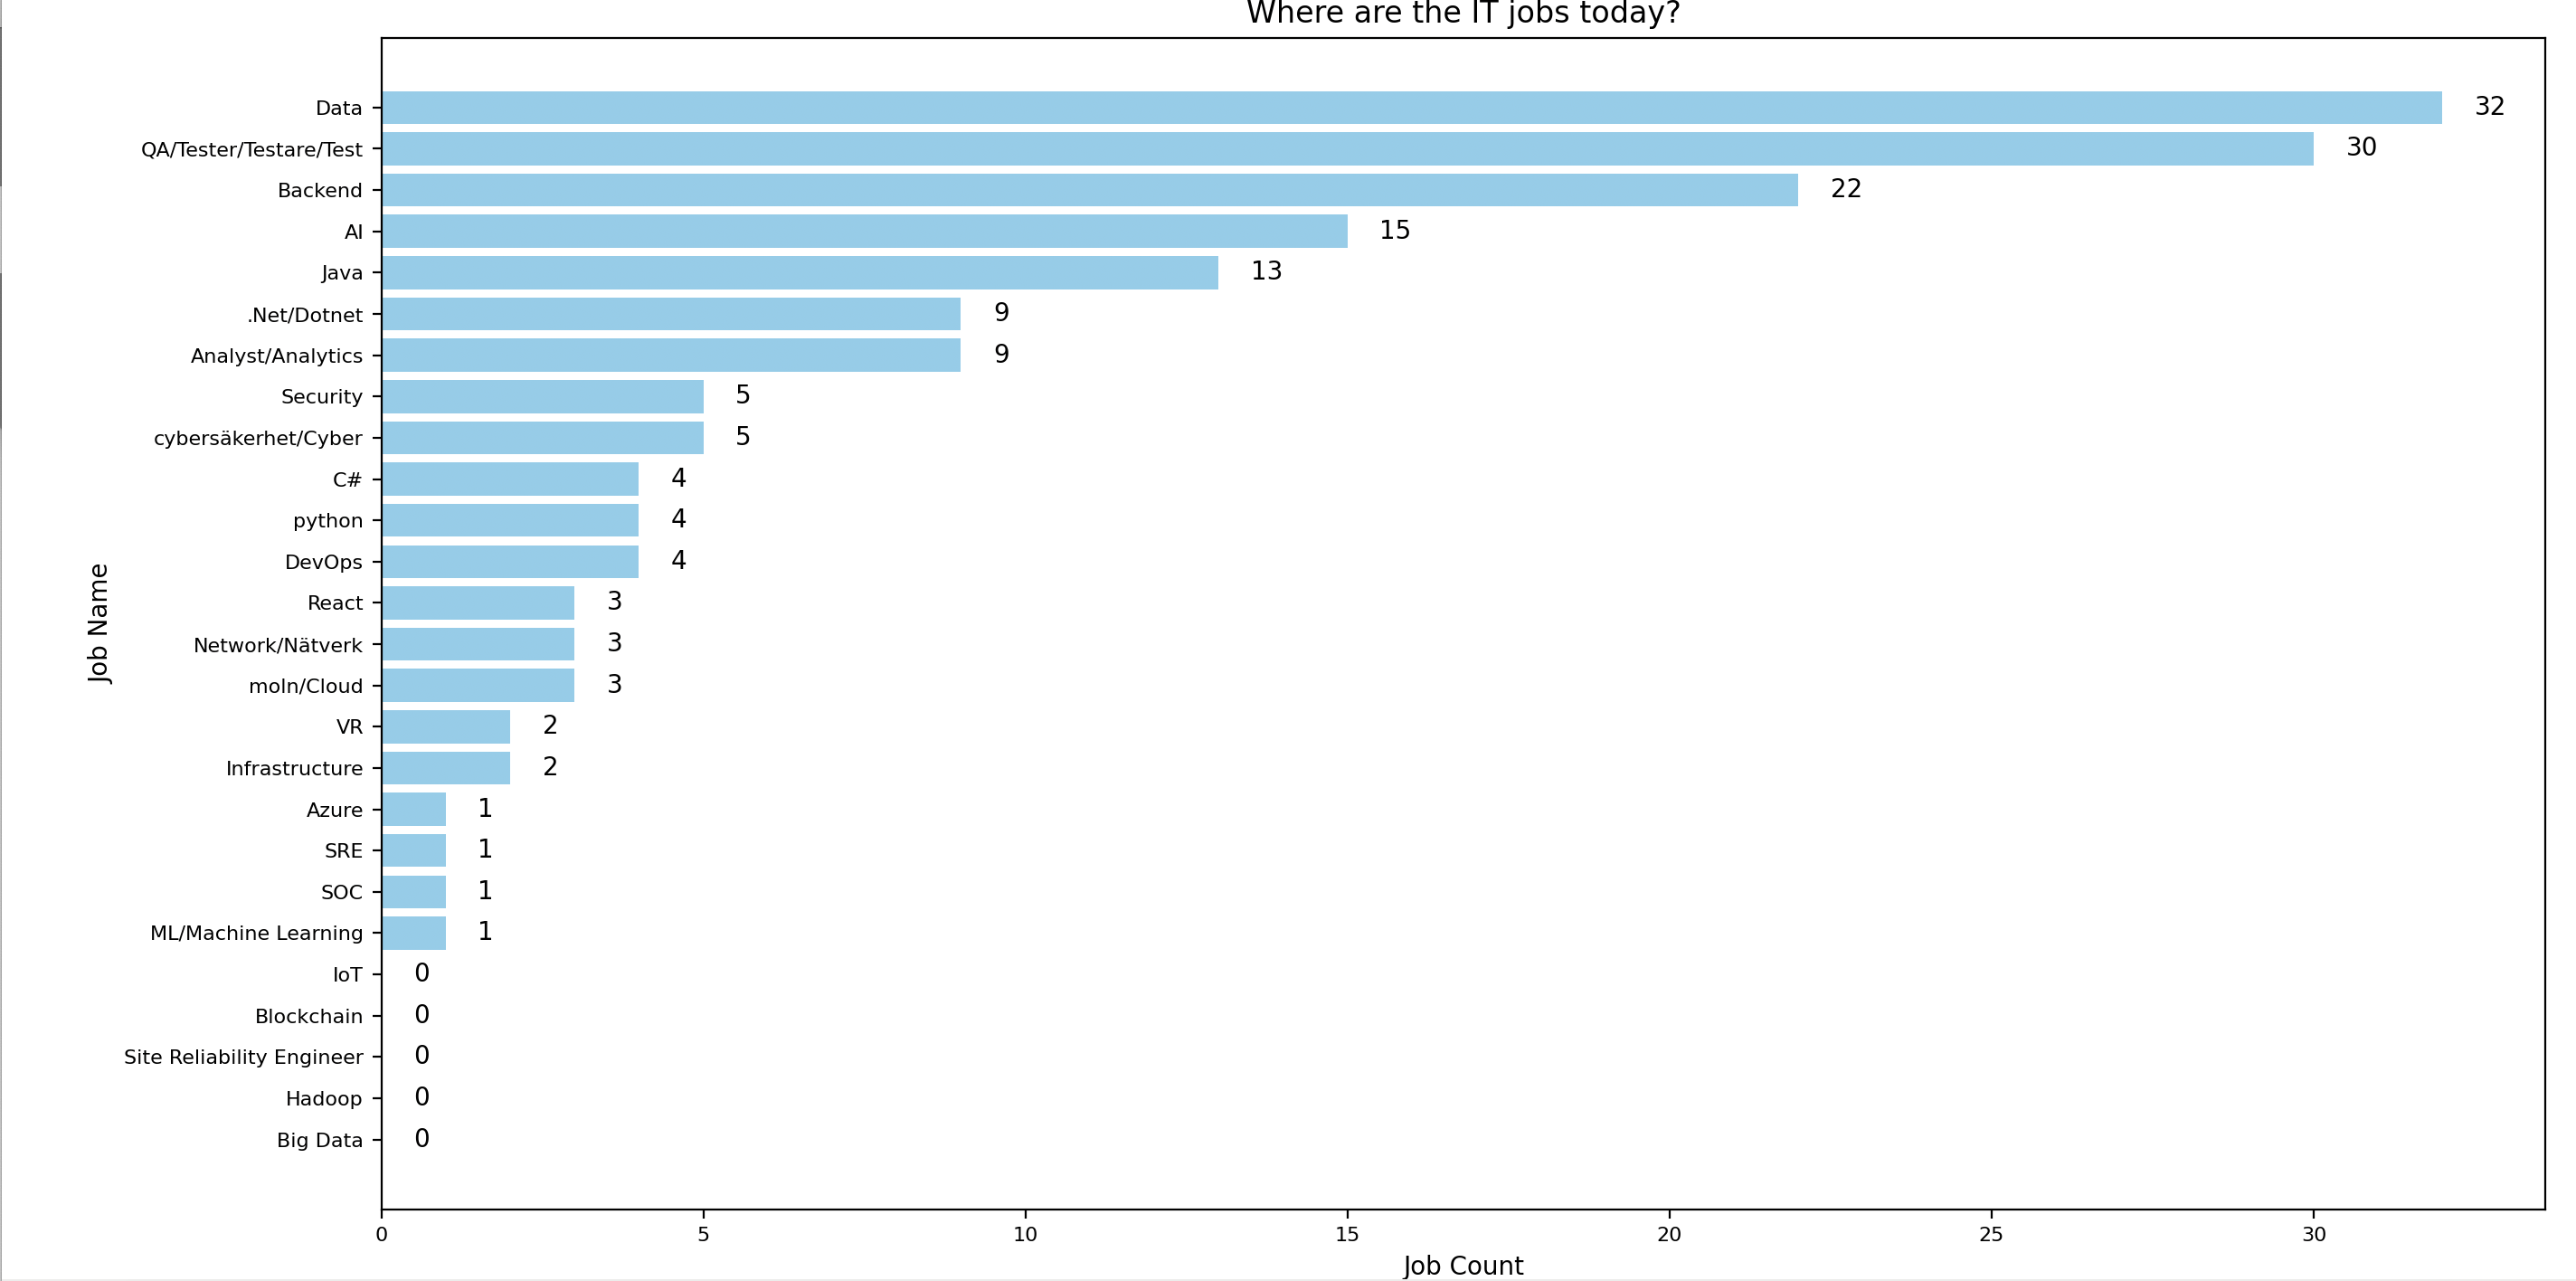 Where are the IT jobs today?
Data 32
QA/Tester/Testare/Test 30
Backend 22
AI 15
Java 13
.Net/Dotnet 9
Analyst/Analytics 9
Security 5
cybersäkerhet/Cyber 5
C# 4
python 4
DevOps 4
React 3
Network/Nätverk 3
moln/Cloud 3
VR 2
Infrastructure 2
Azure 1
SRE 1
SOC 1
ML/Machine Learning 1
IoT 0
Blockchain 0
Site Reliability Engineer 0
Hadoop 0
Big Data 0
Job Name
0 5 10 15 20 25 30
Job Count